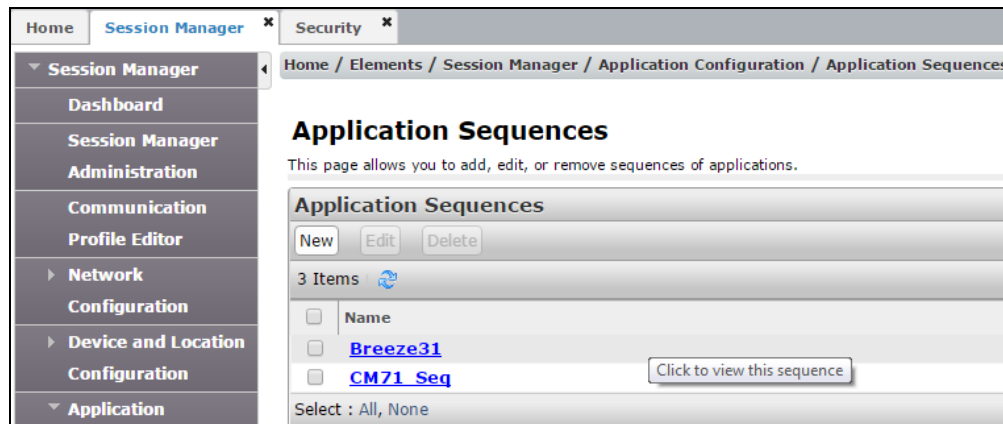 Home Session Manager × Security ×
Session Manager
Dashboard
Session Manager
Administration
Communication
Profile Editor
Network
Configuration
Device and Location
Configuration
Application
Home / Elements / Session Manager / Application Configuration / Application Sequences
Application Sequences
This page allows you to add, edit, or remove sequences of applications.
Application Sequences
New Edit Delete
3 Items
Name
Breeze31
CM71_Seq
Click to view this sequence
Select : All, None